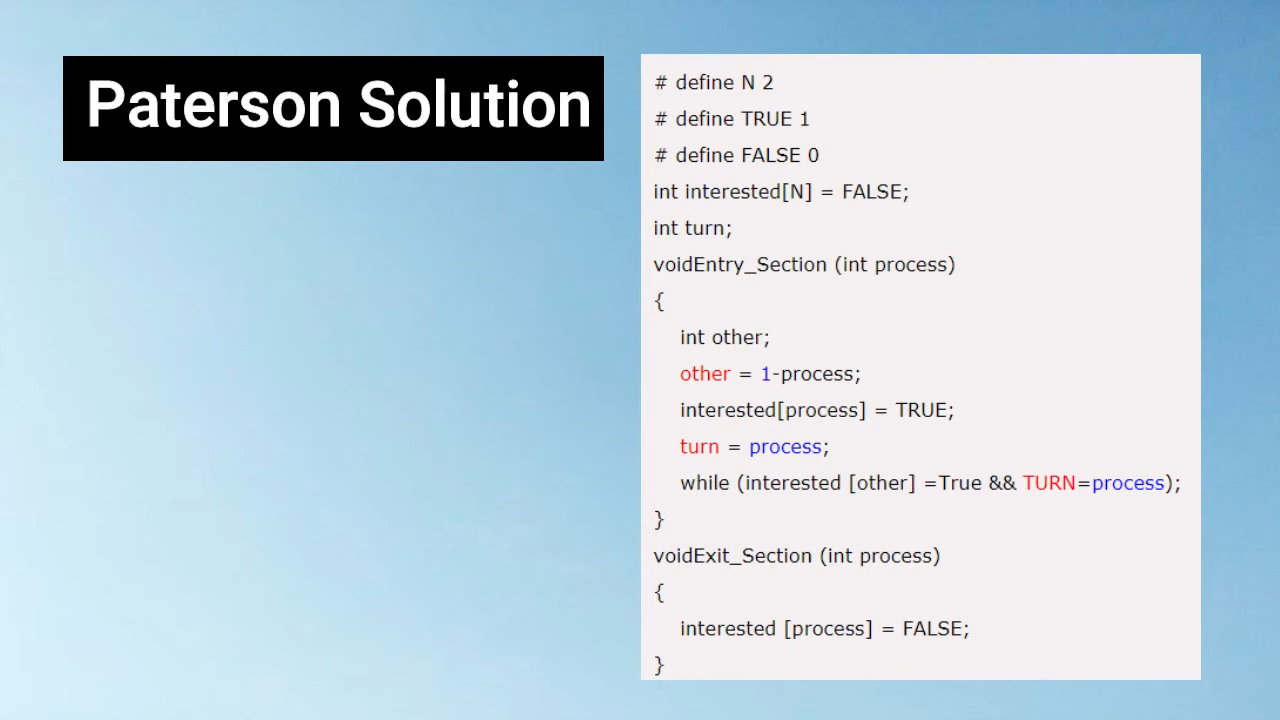 Paterson Solution
# define N 2
# define TRUE 1
# define FALSE 0
int interested[N] = FALSE;
int turn;
voidEntry_Section (int process)
{
int other;
other = 1-process;
interested[process] = TRUE;
turn = process;
while (interested [other] =True && TURN=process);
}
voidExit_Section (int process)
{
interested [process] = FALSE;
}